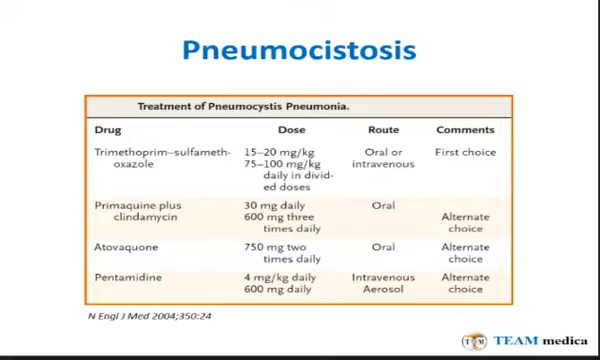 Pneumocistosis
Treatment of Pneumocystis Pneumonia.
Drug Dose Route Comments
Trimethoprim–sulfameth- 15–20 mg/kg Oral or First choice
oxazole 75–100 mg/kg intravenous
daily in divid-
ed doses
Primaquine plus 30 mg daily Oral
clindamycin 600 mg three Alternate
times daily choice
Atovaquone 750 mg two Oral Alternate
times daily choice
Pentamidine 4 mg/kg daily Intravenous Alternate
600 mg daily Aerosol choice
N Engl J Med 2004;350:24
TEAM medica